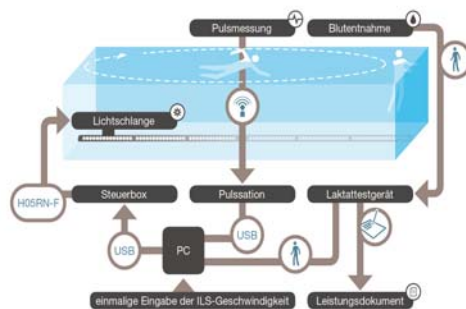 Pulsmessung
Blutentnahme
Lichtschlange
H05RN-F
Steuerbox
Pulssation
Laktattestgerät
USB
USB
PC
einmalige Eingabe der ILS-Geschwindigkeit
Leistungsdokument